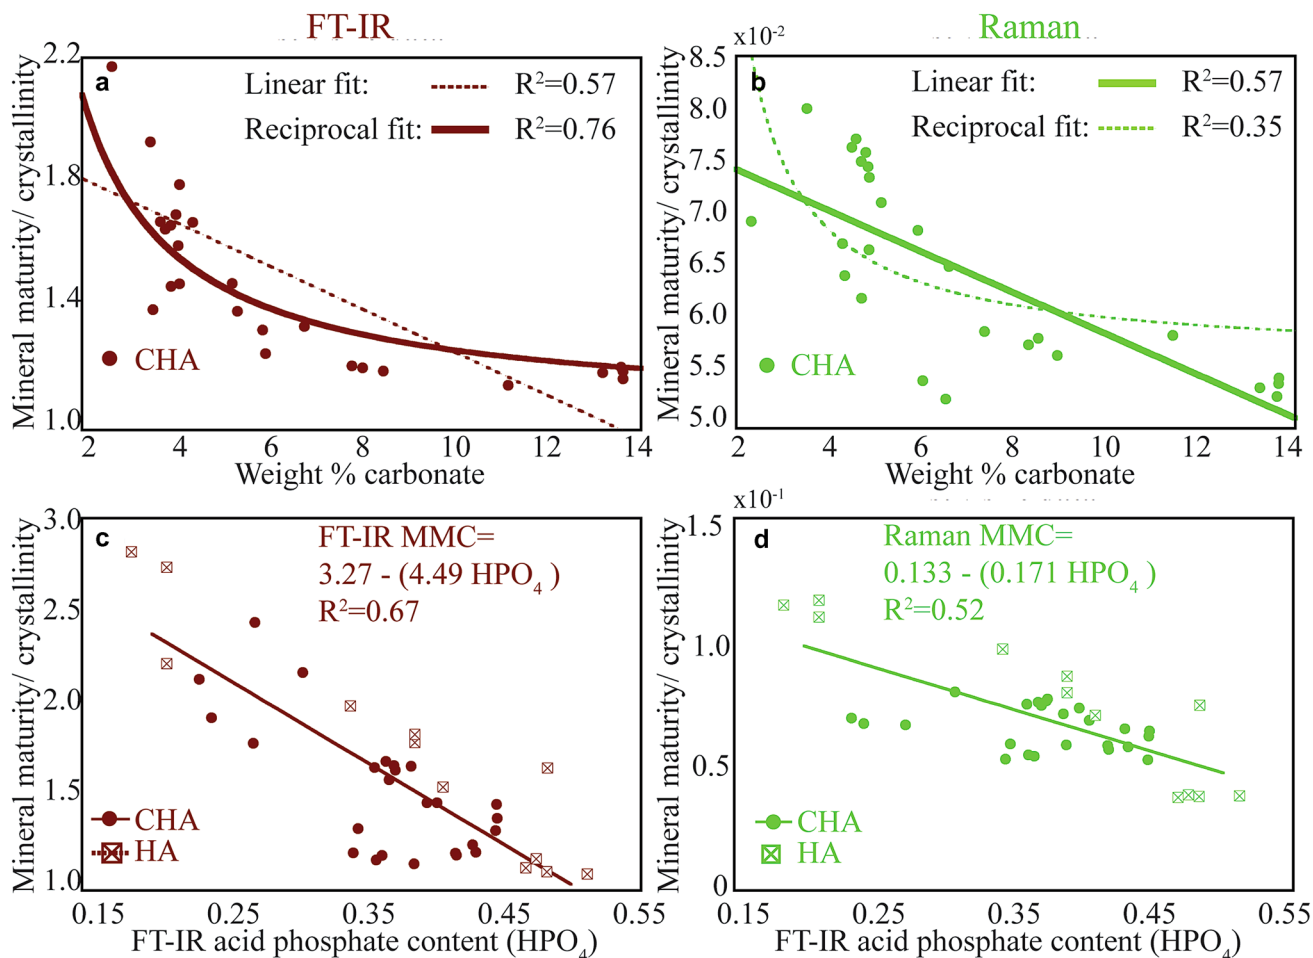 FT-IR
Raman
a
Linear fit: R²=0.57
Reciprocal fit: R²=0.76
CHA
2.2
1.8
1.4
1.0
Mineral maturity/ crystallinity
2 4 6 8 10 12 14
Weight % carbonate
x10⁻²
b
Linear fit: R²=0.57
Reciprocal fit: R²=0.35
CHA
8.5
8.0
7.5
7.0
6.5
6.0
5.5
5.0
Mineral maturity/ crystallinity
2 4 6 8 10 12 14
Weight % carbonate
c
FT-IR MMC=
3.27 - (4.49 HPO₄ )
R²=0.67
CHA
HA
3.0
2.5
2.0
1.5
1.0
Mineral maturity/ crystallinity
0.15 0.25 0.35 0.45 0.55
FT-IR acid phosphate content (HPO₄)
x10⁻¹
d
Raman MMC=
0.133 - (0.171 HPO₄ )
R²=0.52
CHA
HA
1.5
1.0
0.5
0
Mineral maturity/ crystallinity
0.15 0.25 0.35 0.45 0.55
FT-IR acid phosphate content (HPO₄)